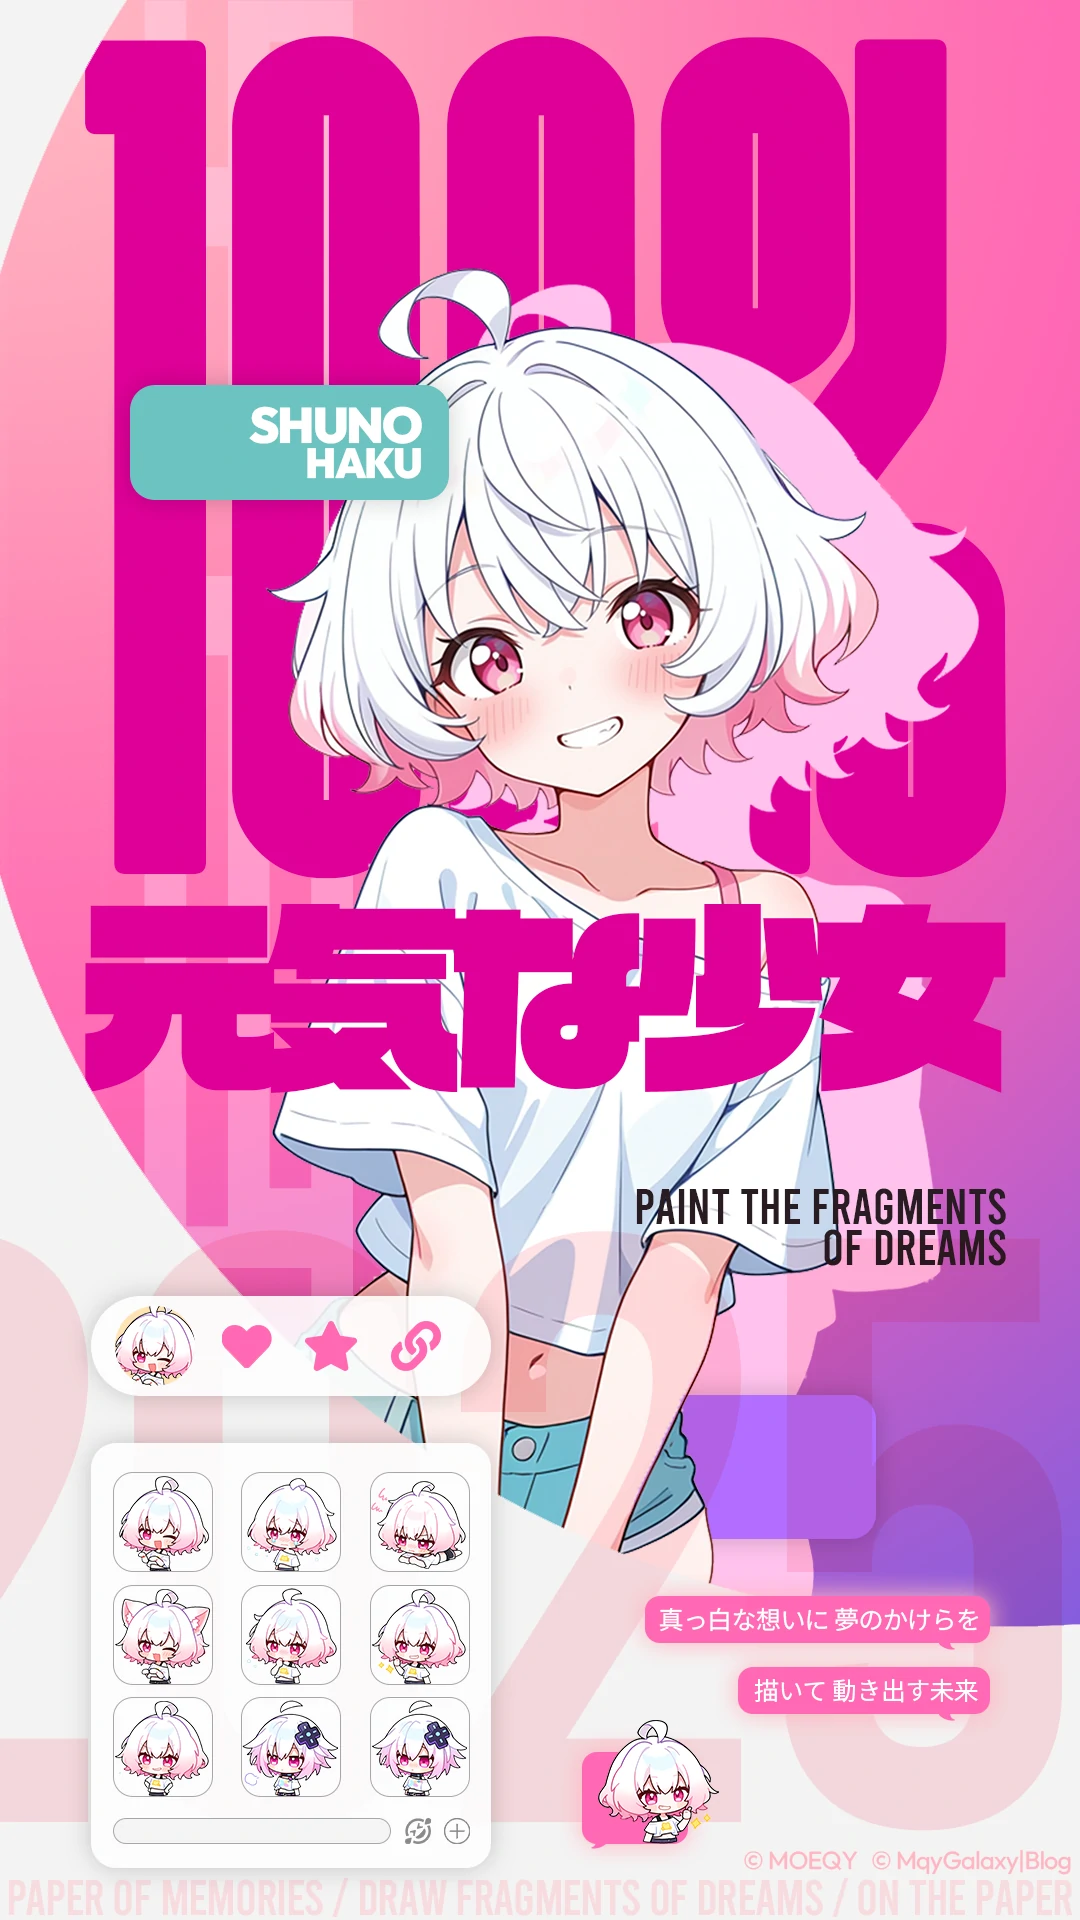 100%
SHUNO
HAKU
元気な少女
PAINT THE FRAGMENTS
OF DREAMS
2025
真っ白な想いに 夢のかけらを
描いて 動き出す未来
© MOEQY © MqyGalaxy|Blog
PAPER OF MEMORIES / DRAW FRAGMENTS OF DREAMS / ON THE PAPER